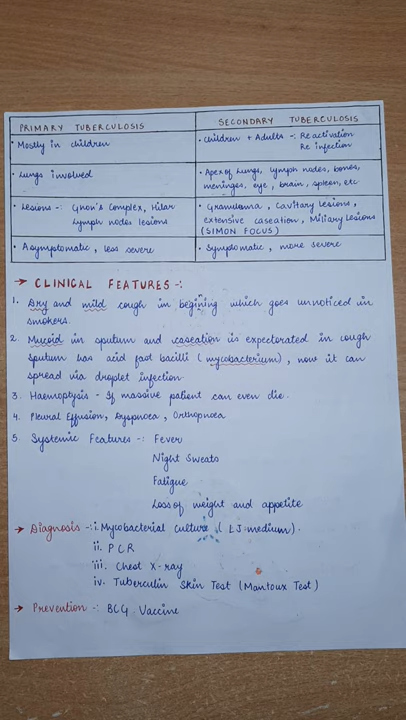 PRIMARY TUBERCULOSIS
SECONDARY TUBERCULOSIS
• Mostly in children
• Children + Adults -: Reactivation
Re infection
• Lungs involved
• Apex of lungs, lymph nodes, bones,
meninges, eye, brain, spleen, etc
• Lesions -: Ghon's Complex, Hilar
lymph nodes lesions
• Granuloma, Cavitary lesions,
extensive caseation, Miliary lesions
(SIMON FOCUS)
• Asymptomatic, less severe
• Symptomatic, more severe
→ CLINICAL FEATURES -:
1. Dry and mild cough in begining which goes unnoticed in
smokers.
2. Mucoid in sputum and icaseation is expectorated in cough
sputum has acid fast bacilli (mycobacterium), now it can
spread via droplet infection.
3. Haemoptysis - If massive patient can even die.
4. Pleural Effusion, Dyspnoea, Orthopnoea
5. Systemic Features -: Fever
Night Sweats
Fatigue
Loss of weight and appetite
→ Diagnosis -: i. Mycobacterial Culture (LJ medium).
ii. PCR
iii. Chest X-ray
iv. Tuberculin Skin Test (Mantoux Test)
→ Prevention -: BCG Vaccine